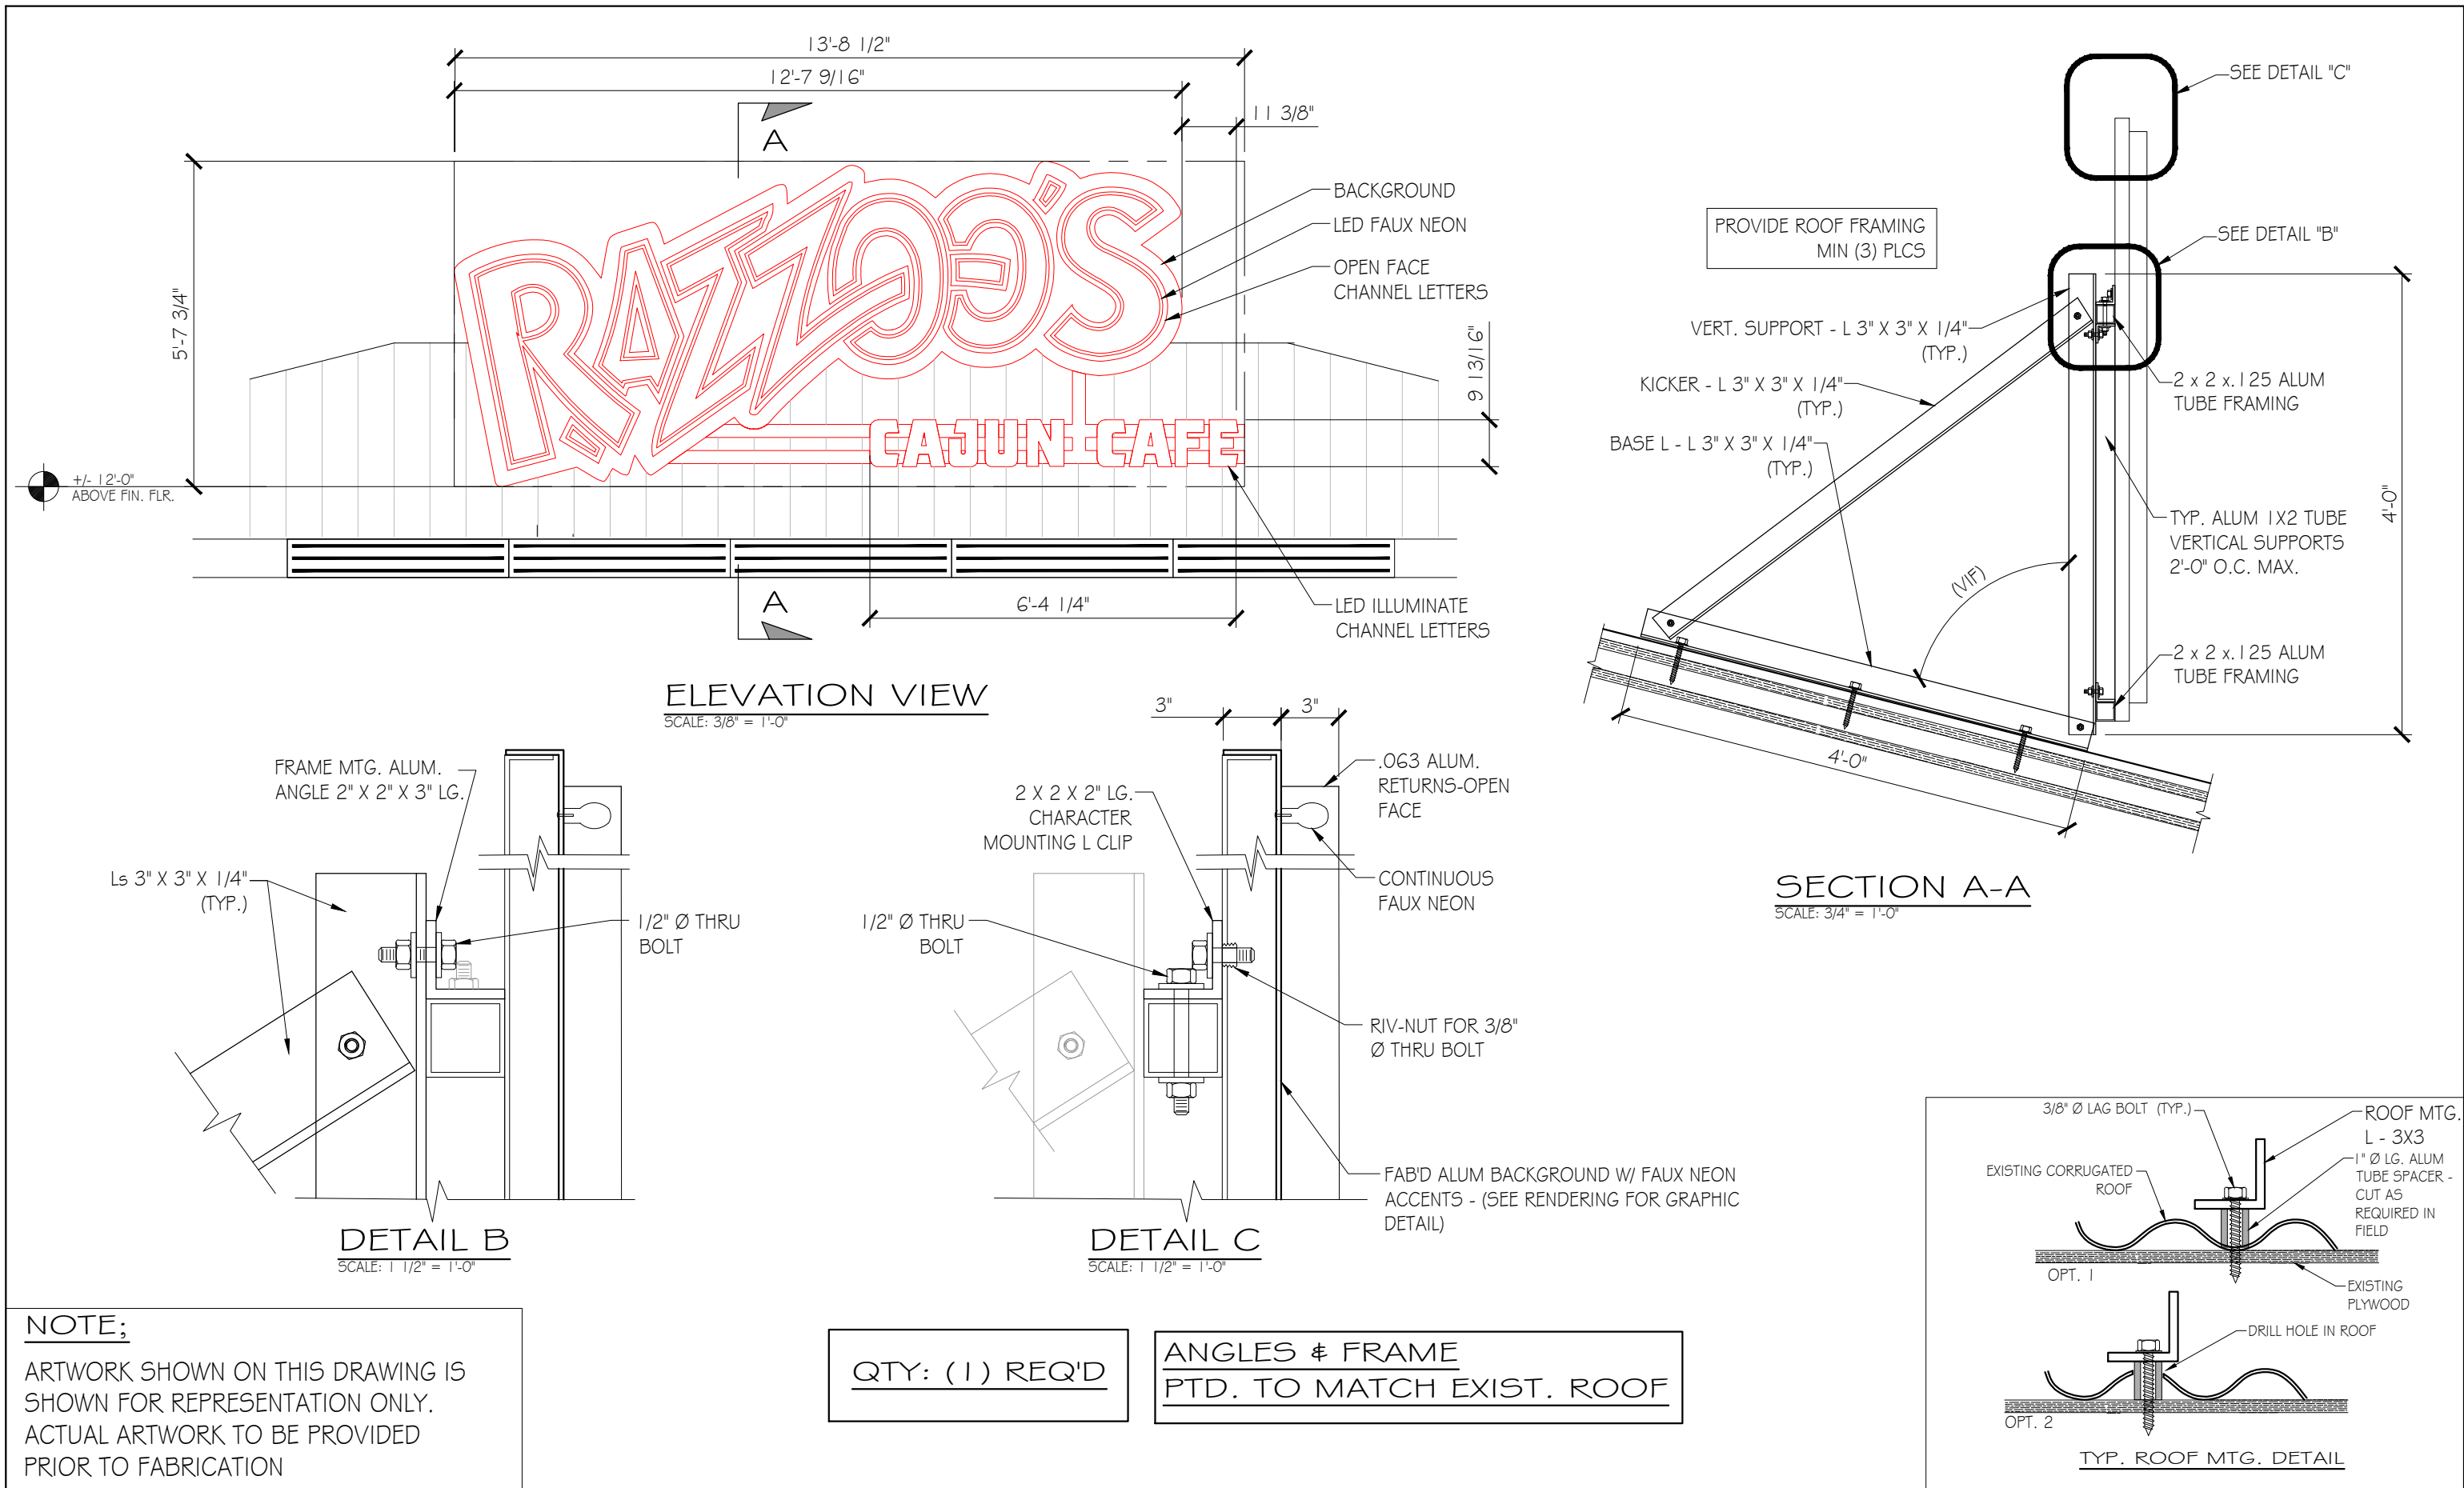 13'-8 1/2"
12'-7 9/16"
11 3/8"
A
5'-7 3/4"
RAZZOO'S
CAJUN CAFE
BACKGROUND
LED FAUX NEON
OPEN FACE
CHANNEL LETTERS
9 13/16"
+/- 12'-0"
ABOVE FIN. FLR.
A
6'-4 1/4"
LED ILLUMINATE
CHANNEL LETTERS
ELEVATION VIEW
SCALE: 3/8" = 1'-0"
SEE DETAIL "C"
PROVIDE ROOF FRAMING
MIN (3) PLCS
SEE DETAIL "B"
VERT. SUPPORT - L 3" X 3" X 1/4"
(TYP.)
KICKER - L 3" X 3" X 1/4"
(TYP.)
BASE L - L 3" X 3" X 1/4"
(TYP.)
2 x 2 x.125 ALUM
TUBE FRAMING
4'-0"
TYP. ALUM 1X2 TUBE
VERTICAL SUPPORTS
2'-0" O.C. MAX.
(VIF)
2 x 2 x.125 ALUM
TUBE FRAMING
4'-0"
SECTION A-A
SCALE: 3/4" = 1'-0"
FRAME MTG. ALUM.
ANGLE 2" X 2" X 3" LG.
Ls 3" X 3" X 1/4"
(TYP.)
1/2" Ø THRU
BOLT
DETAIL B
SCALE: 1 1/2" = 1'-0"
3"
3"
.063 ALUM.
RETURNS-OPEN
FACE
2 X 2 X 2" LG.
CHARACTER
MOUNTING L CLIP
CONTINUOUS
FAUX NEON
1/2" Ø THRU
BOLT
RIV-NUT FOR 3/8"
Ø THRU BOLT
FAB'D ALUM BACKGROUND W/ FAUX NEON
ACCENTS - (SEE RENDERING FOR GRAPHIC
DETAIL)
DETAIL C
SCALE: 1 1/2" = 1'-0"
3/8" Ø LAG BOLT (TYP.)
ROOF MTG.
L - 3X3
EXISTING CORRUGATED
ROOF
1" Ø LG. ALUM
TUBE SPACER -
CUT AS
REQUIRED IN
FIELD
OPT. 1
EXISTING
PLYWOOD
DRILL HOLE IN ROOF
OPT. 2
TYP. ROOF MTG. DETAIL
NOTE;
ARTWORK SHOWN ON THIS DRAWING IS
SHOWN FOR REPRESENTATION ONLY.
ACTUAL ARTWORK TO BE PROVIDED
PRIOR TO FABRICATION
QTY: (1) REQ'D
ANGLES & FRAME
PTD. TO MATCH EXIST. ROOF